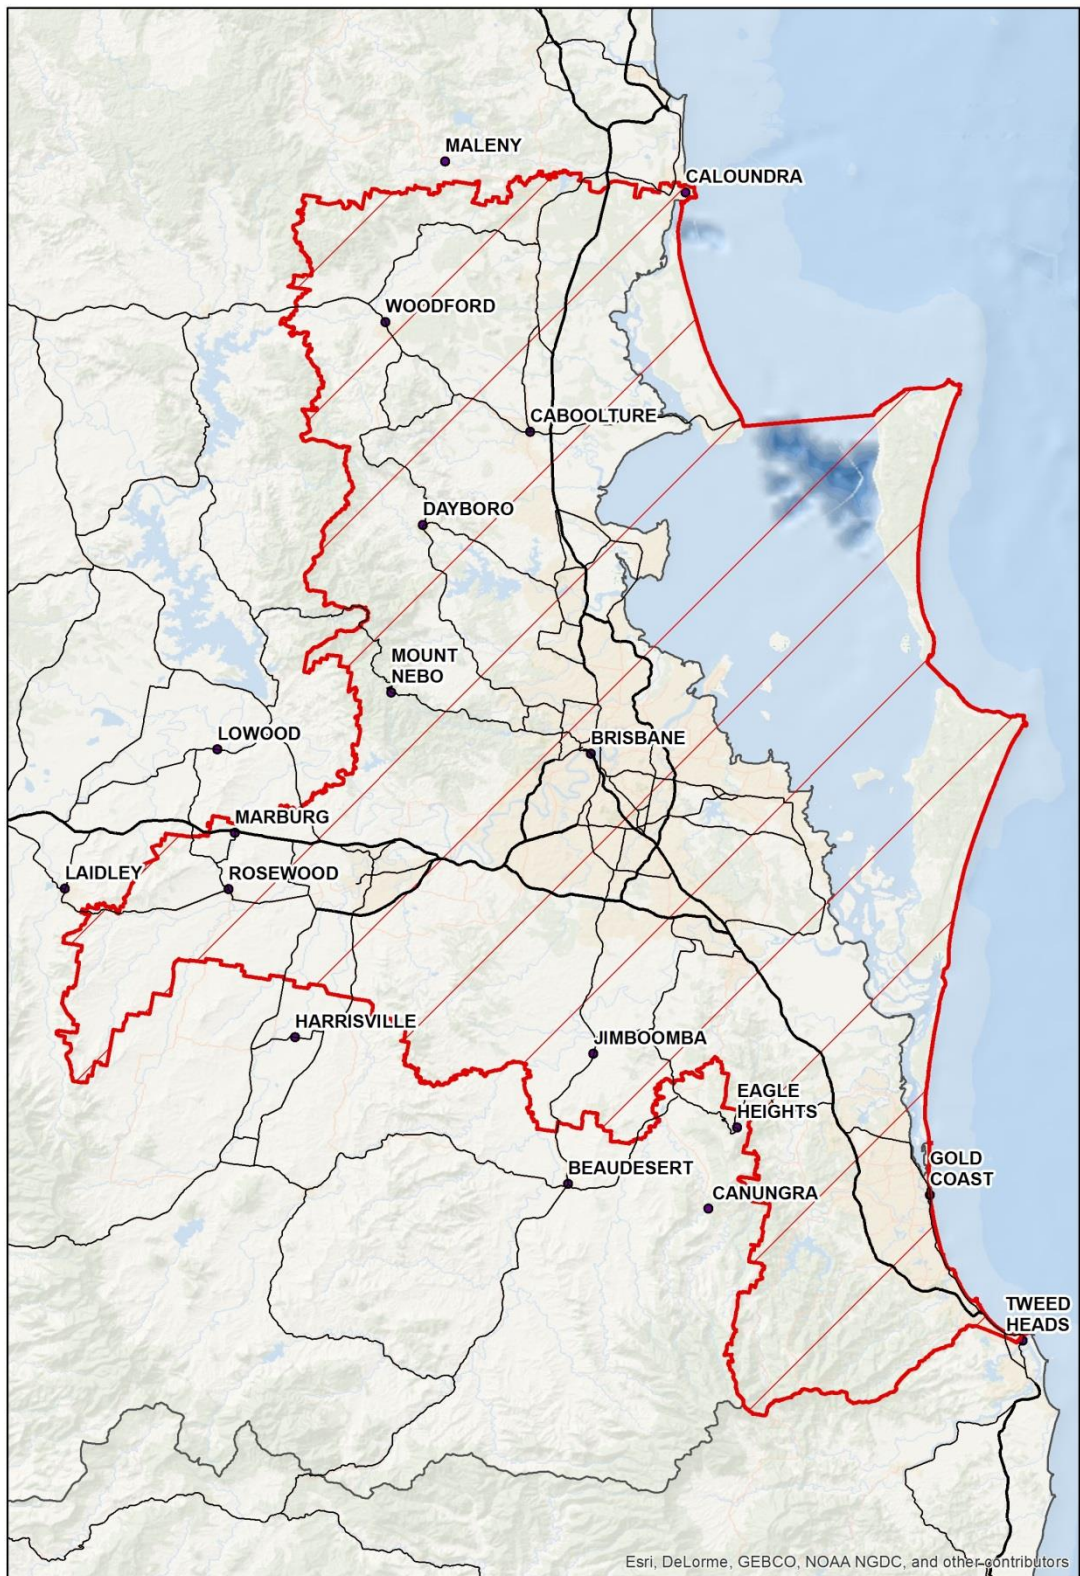 MALENY
CALOUNDRA
WOODFORD
CABOOLTURE
DAYBORO
MOUNT
NEBO
LOWOOD
BRISBANE
MARBURG
LAIDLEY
ROSEWOOD
HARRISVILLE
JIMBOOMBA
EAGLE
HEIGHTS
BEAUDESERT
GOLD
COAST
CANUNGRA
TWEED
HEADS
Esri, DeLorme, GEBCO, NOAA NGDC, and other contributors